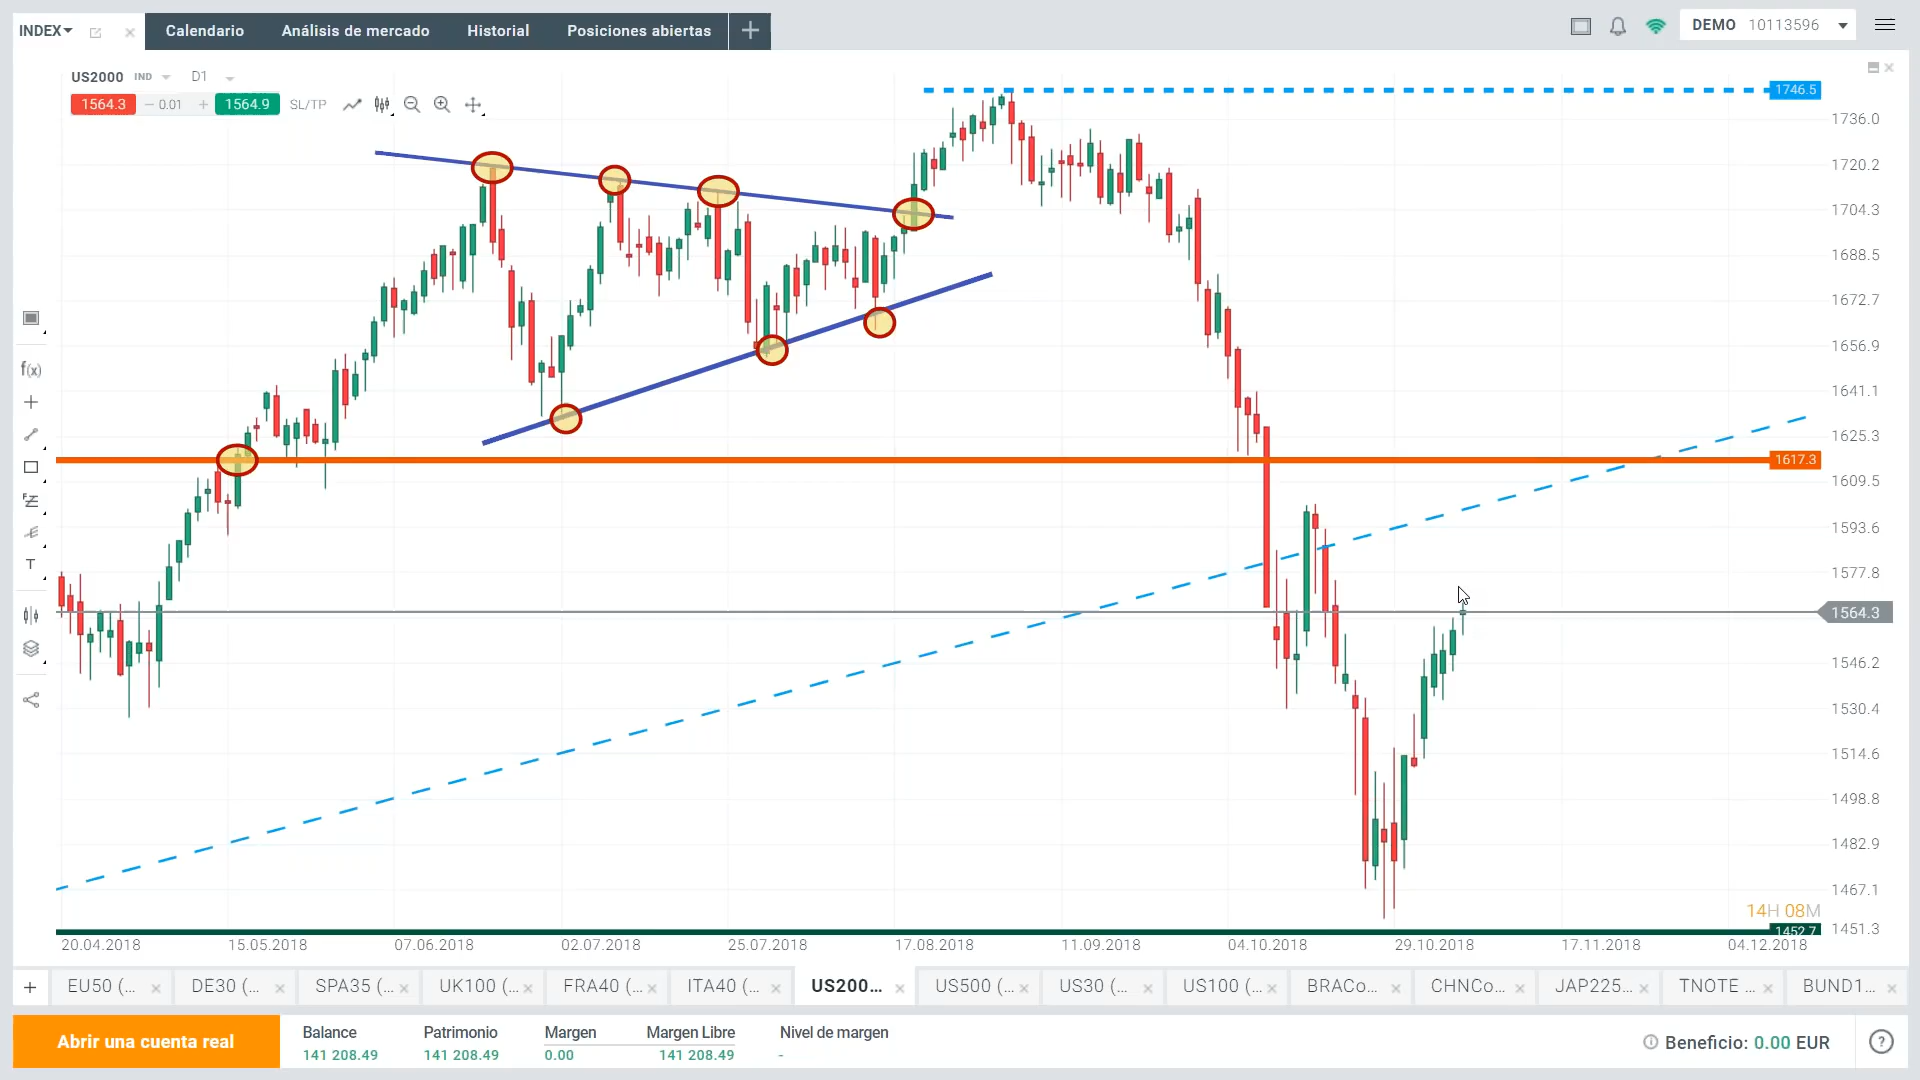 INDEX
Calendario
Análisis de mercado
Historial
Posiciones abiertas
DEMO 10113596
US2000 IND D1
1564.3 0.01 1564.9 SL/TP
1746.5
1736.0
1720.2
1704.3
1688.5
1672.7
1656.9
1641.1
1625.3
1617.3
1609.5
1593.6
1577.8
1564.3
1546.2
1530.4
1514.6
1498.8
1482.9
1467.1
14H 08M
1452.7
1451.3
f(x)
T
20.04.2018 15.05.2018 07.06.2018 02.07.2018 25.07.2018 17.08.2018 11.09.2018 04.10.2018 29.10.2018 17.11.2018 04.12.2018
EU50 (... DE30 (... SPA35 (... UK100 (... FRA40 (... ITA40 (... US200... US500 (... US30 (... US100 (... BRACo... CHNCo... JAP225... TNOTE ... BUND1...
Abrir una cuenta real
Balance Patrimonio Margen Margen Libre Nivel de margen
141 208.49 141 208.49 0.00 141 208.49 -
Beneficio: 0.00 EUR
?